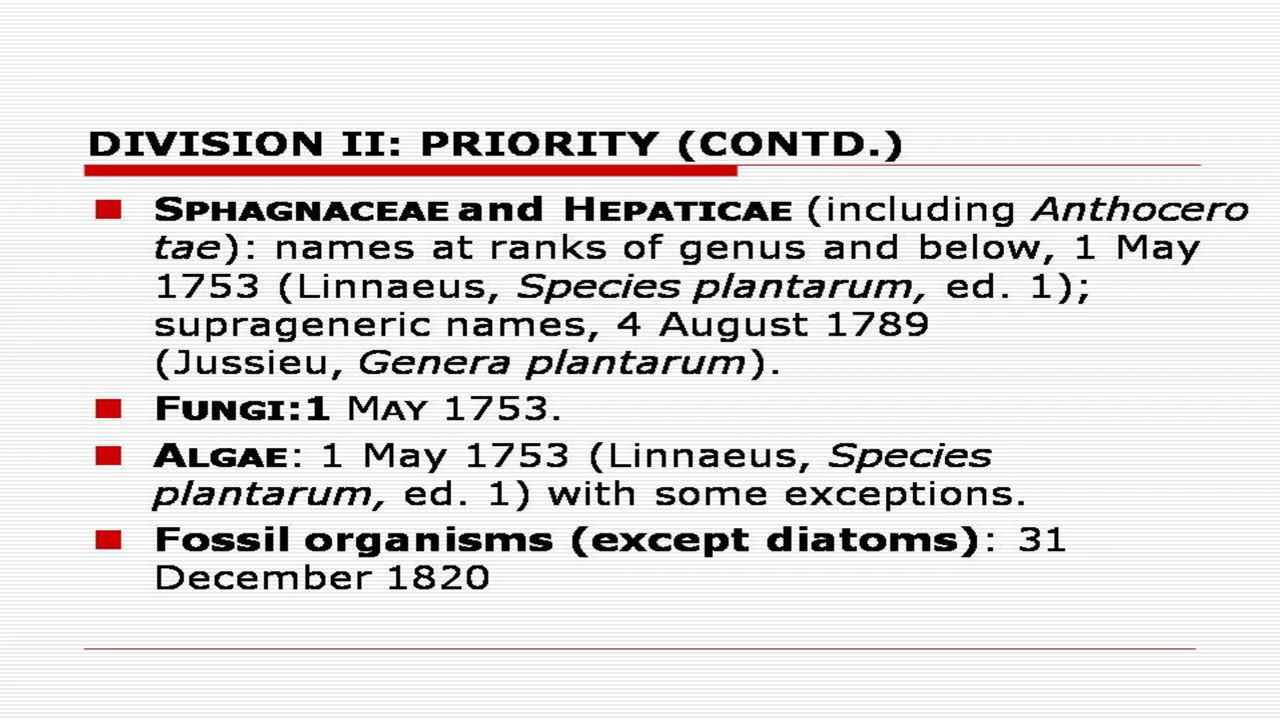 DIVISION II: PRIORITY (CONTD.)
SPHAGNACEAE and HEPATICAE (including Anthocero
tae): names at ranks of genus and below, 1 May
1753 (Linnaeus, Species plantarum, ed. 1);
suprageneric names, 4 August 1789
(Jussieu, Genera plantarum).
FUNGI:1 MAY 1753.
ALGAE: 1 May 1753 (Linnaeus, Species
plantarum, ed. 1) with some exceptions.
Fossil organisms (except diatoms): 31
December 1820